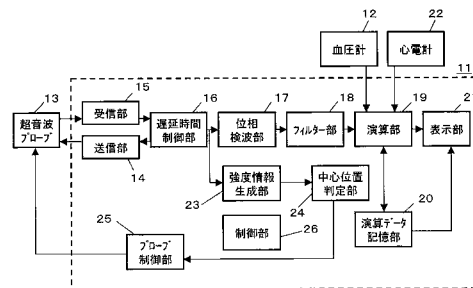 12
22
血圧計
心電計
11
13
15
16
17
18
19
21
超音波
プローブ
受信部
遅延時間
制御部
位相
検波部
フィルター部
演算部
表示部
送信部
14
強度情報
生成部
中心位置
判定部
23
24
20
演算データ
記憶部
25
制御部
26
プローブ
制御部